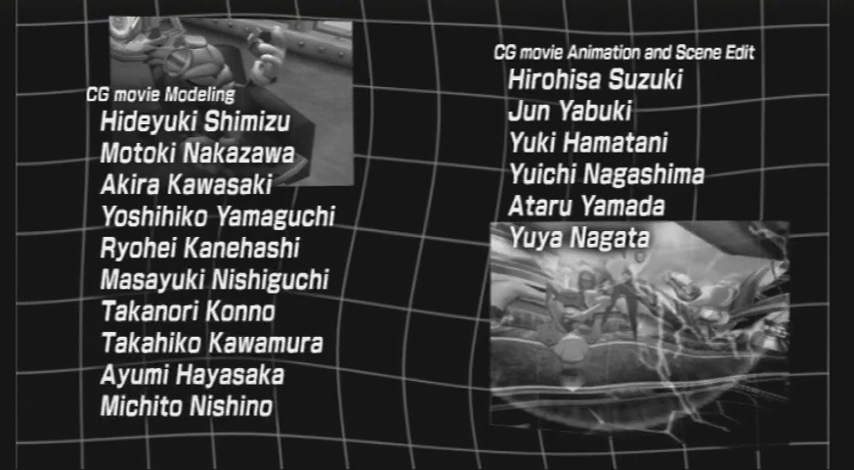 CG movie Modeling
Hideyuki Shimizu
Motoki Nakazawa
Akira Kawasaki
Yoshihiko Yamaguchi
Ryohei Kanehashi
Masayuki Nishiguchi
Takanori Konno
Takahiko Kawamura
Ayumi Hayasaka
Michito Nishino
CG movie Animation and Scene Edit
Hirohisa Suzuki
Jun Yabuki
Yuki Hamatani
Yuichi Nagashima
Ataru Yamada
Yuya Nagata